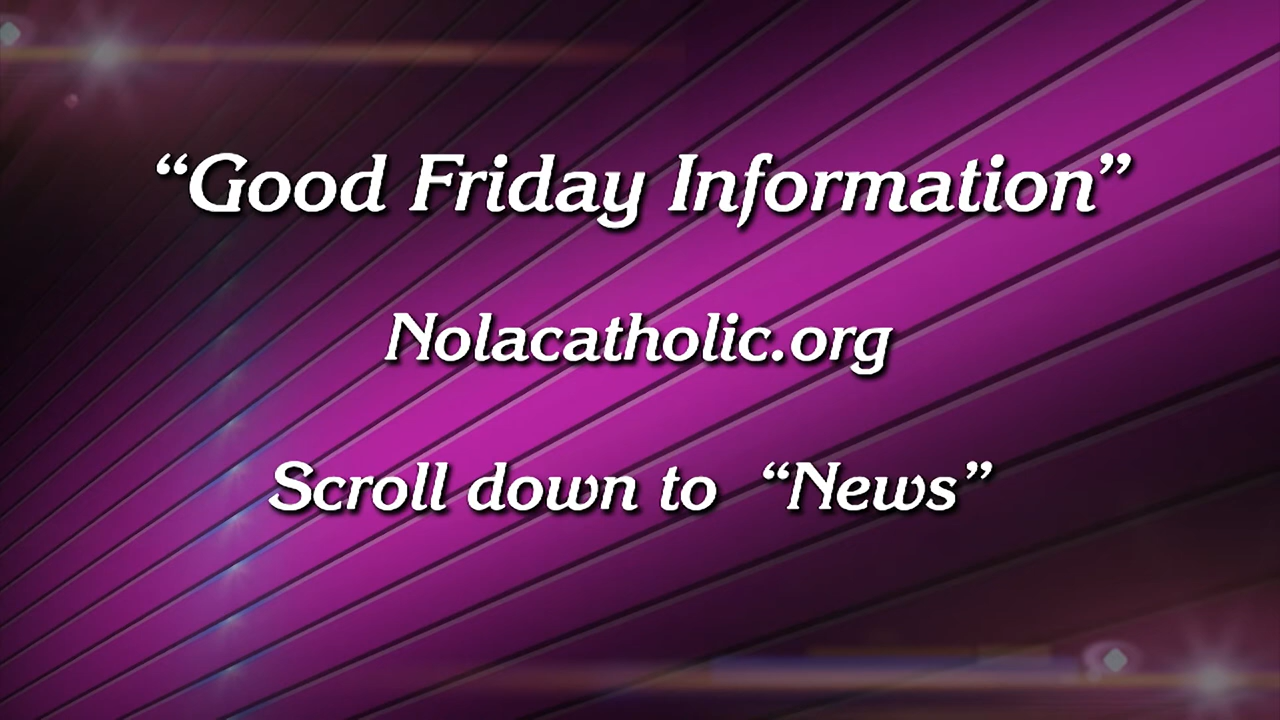 “Good Friday Information”
Nolacatholic.org
Scroll down to “News”